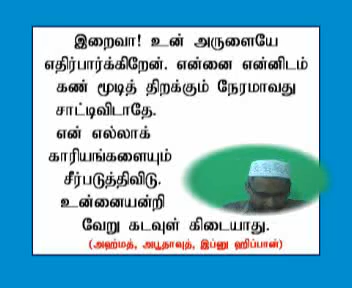 இறைவா! உன் அருளையே
எதிர்பார்க்கிறேன். என்னை என்னிடம்
கண் மூடித் திறக்கும் நேரமாவது
சாட்டிவிடாதே.
என் எல்லாக்
காரியங்களையும்
சீர்படுத்திவிடு.
உன்னையன்றி
வேறு கடவுள் கிடையாது.
(அஹ்மத், அபூதாவுத், இப்னு ஹிப்பான்)